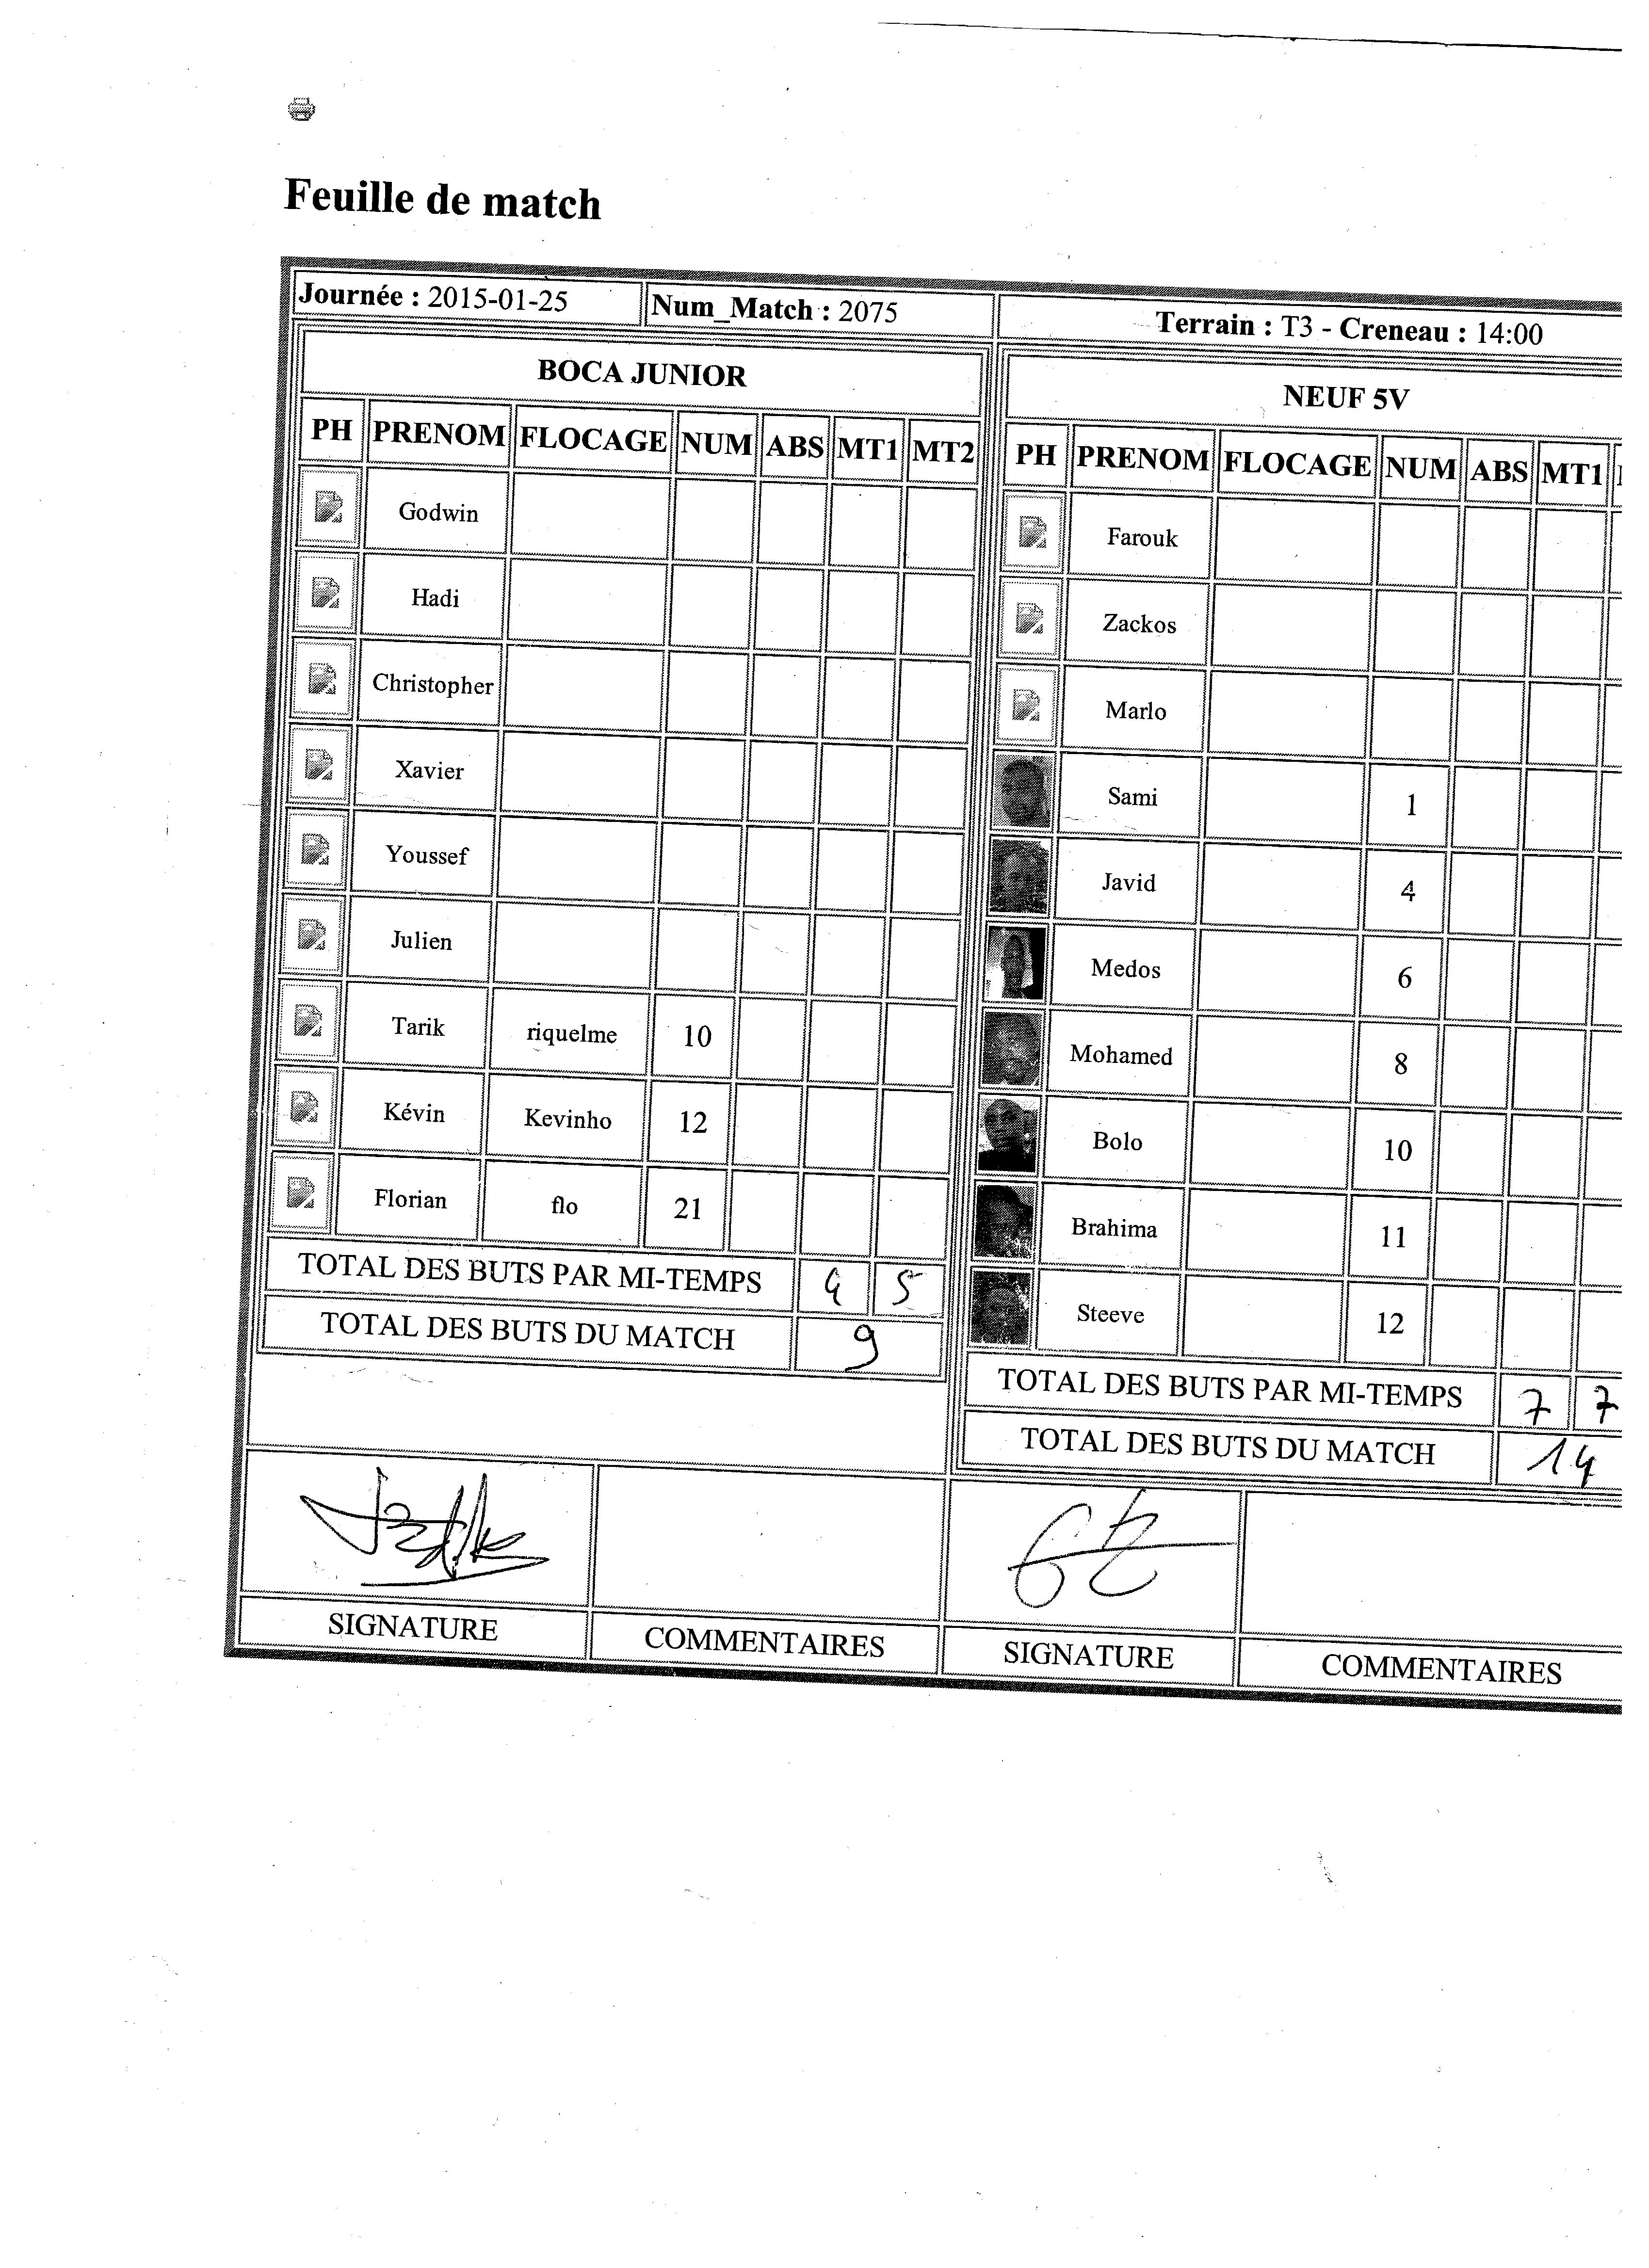 Feuille de match
Journée : 2015-01-25 Num_Match : 2075 Terrain : T3 - Creneau : 14:00
BOCA JUNIOR
PH PRENOM FLOCAGE NUM ABS MT1 MT2
Godwin
Hadi
Christopher
Xavier
Youssef
Julien
Tarik riquelme 10
Kévin Kevinho 12
Florian flo 21
TOTAL DES BUTS PAR MI-TEMPS 4 5
TOTAL DES BUTS DU MATCH 9
NEUF 5V
PH PRENOM FLOCAGE NUM ABS MT1
Farouk
Zackos
Marlo
Sami 1
Javid 4
Medos 6
Mohamed 8
Bolo 10
Brahima 11
Steeve 12
TOTAL DES BUTS PAR MI-TEMPS 7 7
TOTAL DES BUTS DU MATCH 14
SIGNATURE COMMENTAIRES SIGNATURE COMMENTAIRES